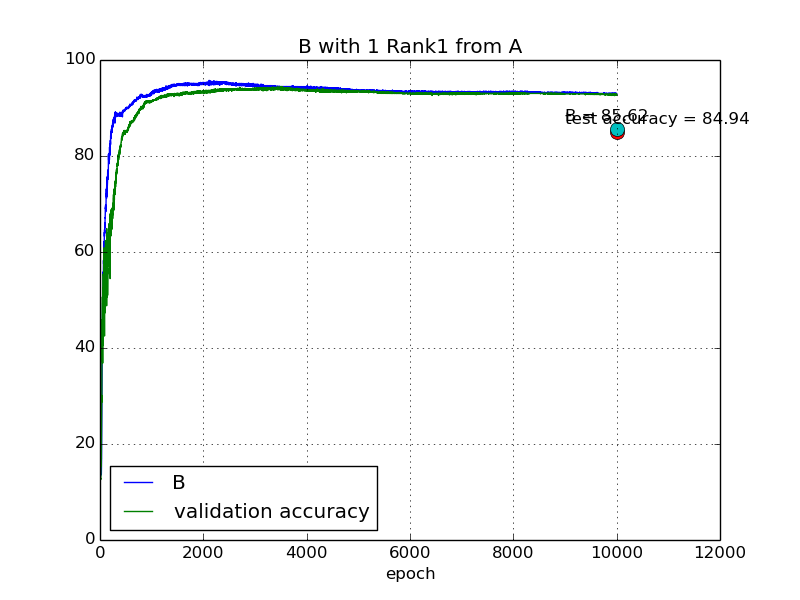 B with 1 Rank1 from A
100
80
60
40
20
0
B = 85.62
test accuracy = 84.94
B
validation accuracy
0 2000 4000 6000 8000 10000 12000
epoch